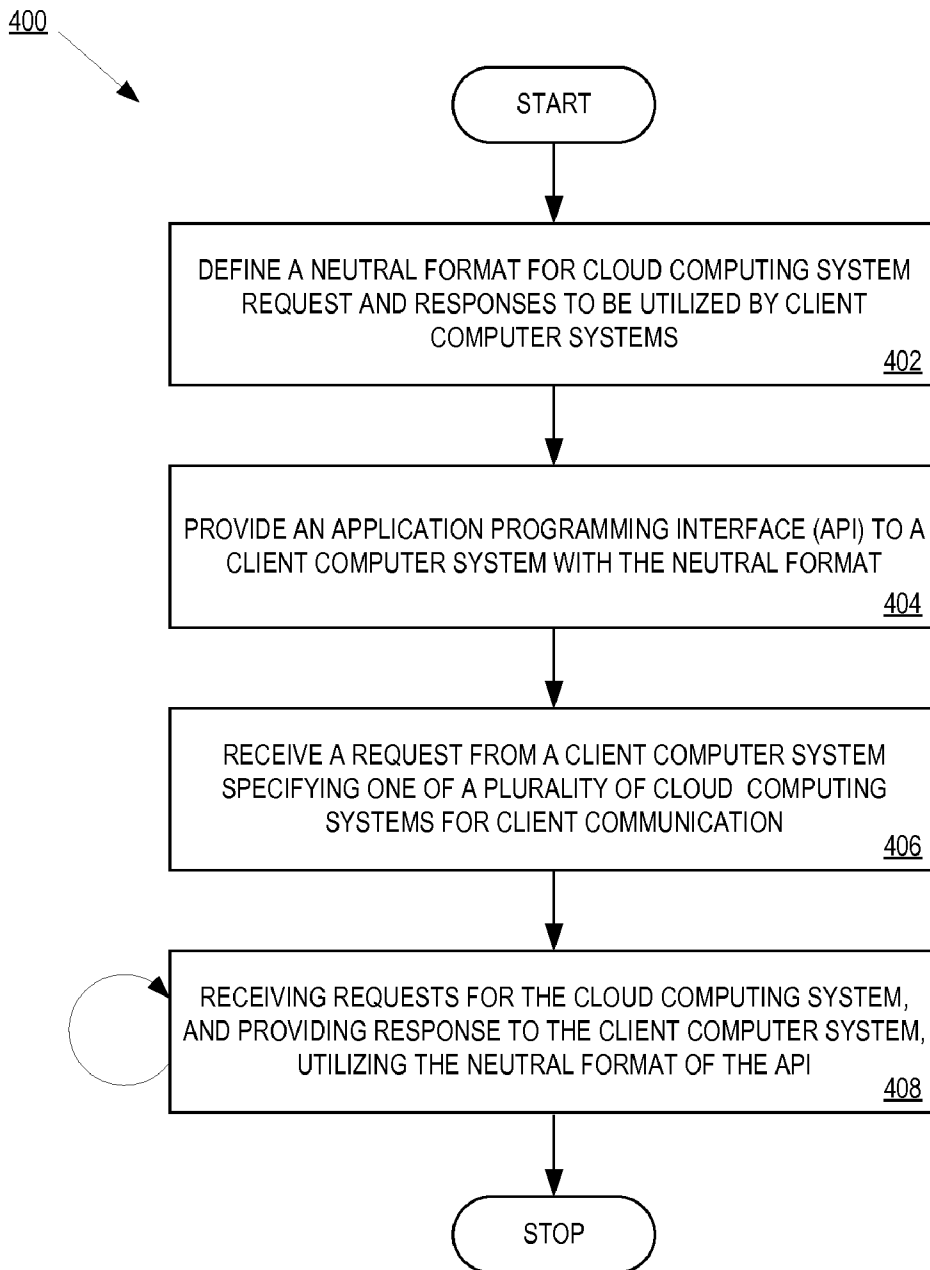 400
START
DEFINE A NEUTRAL FORMAT FOR CLOUD COMPUTING SYSTEM
REQUEST AND RESPONSES TO BE UTILIZED BY CLIENT
COMPUTER SYSTEMS
402
PROVIDE AN APPLICATION PROGRAMMING INTERFACE (API) TO A
CLIENT COMPUTER SYSTEM WITH THE NEUTRAL FORMAT
404
RECEIVE A REQUEST FROM A CLIENT COMPUTER SYSTEM
SPECIFYING ONE OF A PLURALITY OF CLOUD COMPUTING
SYSTEMS FOR CLIENT COMMUNICATION
406
RECEIVING REQUESTS FOR THE CLOUD COMPUTING SYSTEM,
AND PROVIDING RESPONSE TO THE CLIENT COMPUTER SYSTEM,
UTILIZING THE NEUTRAL FORMAT OF THE API
408
STOP